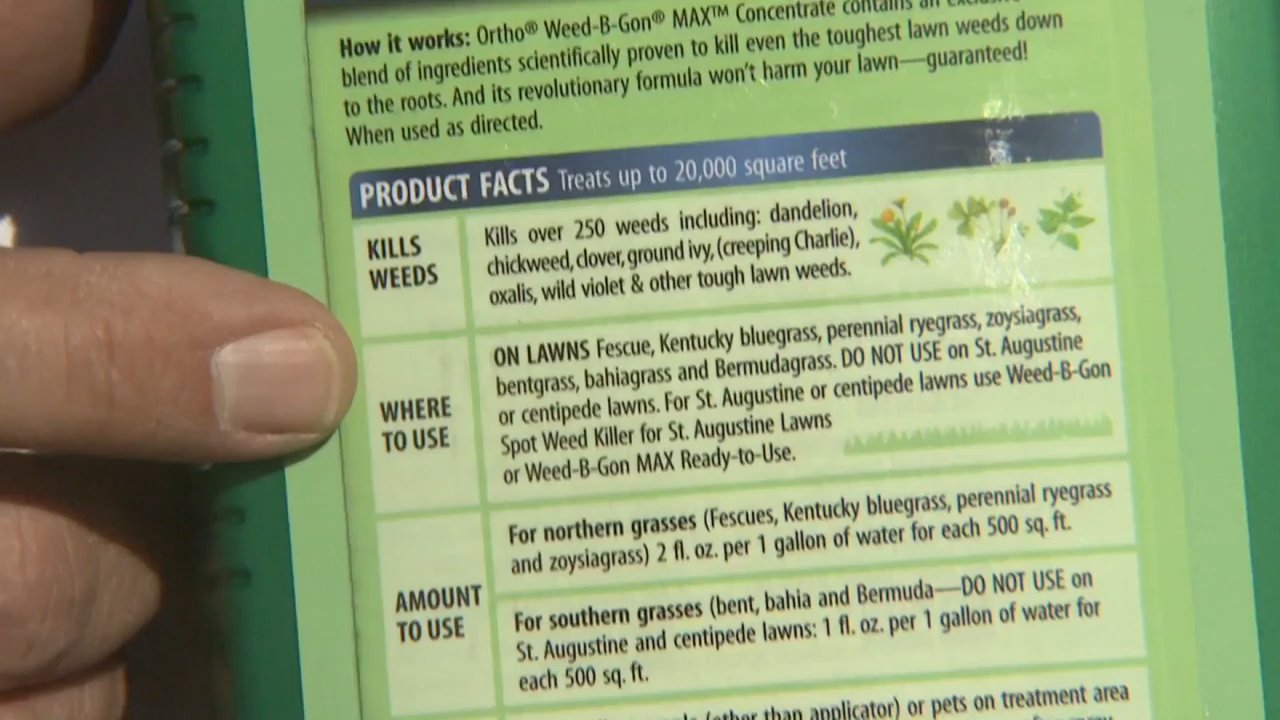 How it works: Ortho® Weed-B-Gon® MAX™ Concentrate contains an
blend of ingredients scientifically proven to kill even the toughest lawn weeds down
to the roots. And its revolutionary formula won't harm your lawn—guaranteed!
When used as directed.
PRODUCT FACTS Treats up to 20,000 square feet
KILLS
WEEDS
Kills over 250 weeds including: dandelion,
chickweed, clover, ground ivy, (creeping Charlie),
oxalis, wild violet & other tough lawn weeds.
WHERE
TO USE
ON LAWNS Fescue, Kentucky bluegrass, perennial ryegrass, zoysiagrass,
bentgrass, bahiagrass and Bermudagrass. DO NOT USE on St. Augustine
or centipede lawns. For St. Augustine or centipede lawns use Weed-B-Gon
Spot Weed Killer for St. Augustine Lawns
or Weed-B-Gon MAX Ready-to-Use.
AMOUNT
TO USE
For northern grasses (Fescues, Kentucky bluegrass, perennial ryegrass
and zoysiagrass) 2 fl. oz. per 1 gallon of water for each 500 sq. ft.
For southern grasses (bent, bahia and Bermuda—DO NOT USE on
St. Augustine and centipede lawns: 1 fl. oz. per 1 gallon of water for
each 500 sq. ft.
(other than applicator) or pets on treatment area